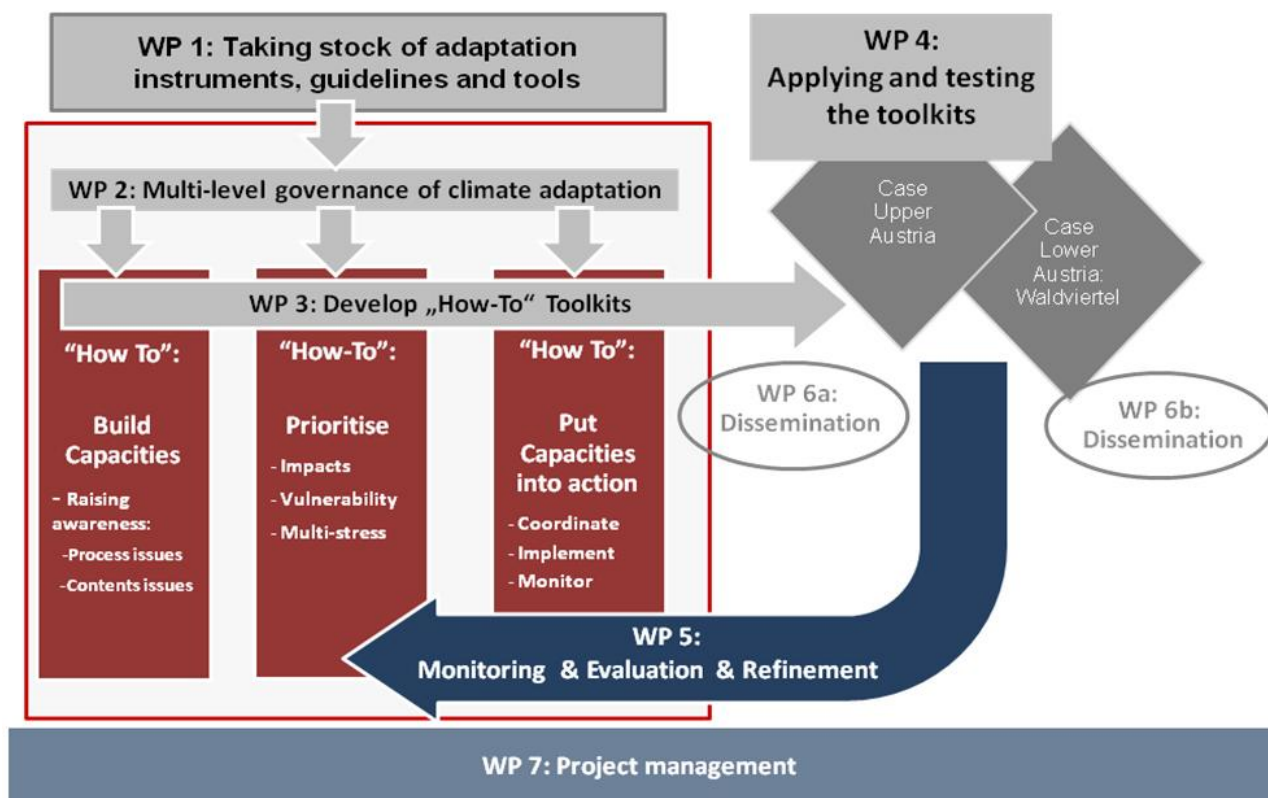 WP 1: Taking stock of adaptation
instruments, guidelines and tools
WP 4:
Applying and testing
the toolkits
WP 2: Multi-level governance of climate adaptation
Case
Upper
Austria
Case
Lower
Austria:
Waldviertel
WP 3: Develop „How-To“ Toolkits
“How To”:
Build
Capacities
- Raising
awareness:
-Process issues
-Contents issues
“How-To”:
Prioritise
- Impacts
- Vulnerability
- Multi-stress
“How To”:
Put
Capacities
into action
- Coordinate
- Implement
- Monitor
WP 6a:
Dissemination
WP 6b:
Dissemination
WP 5:
Monitoring & Evaluation & Refinement
WP 7: Project management